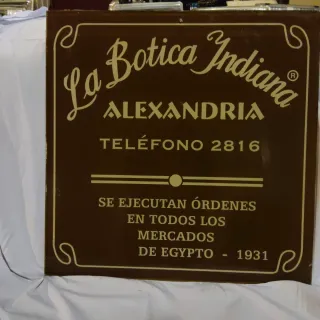 La Botica Indiana®
ALEXANDRIA
TELÉFONO 2816
SE EJECUTAN ÓRDENES
EN TODOS LOS
MERCADOS
DE EGYPTO - 1931